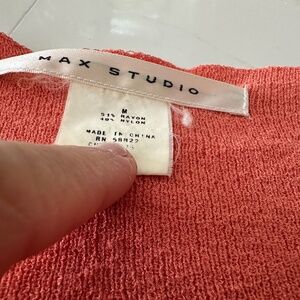 MAX STUDIO
M
51% RAYON
49% NYLON
MADE IN CHINA
RN 58822